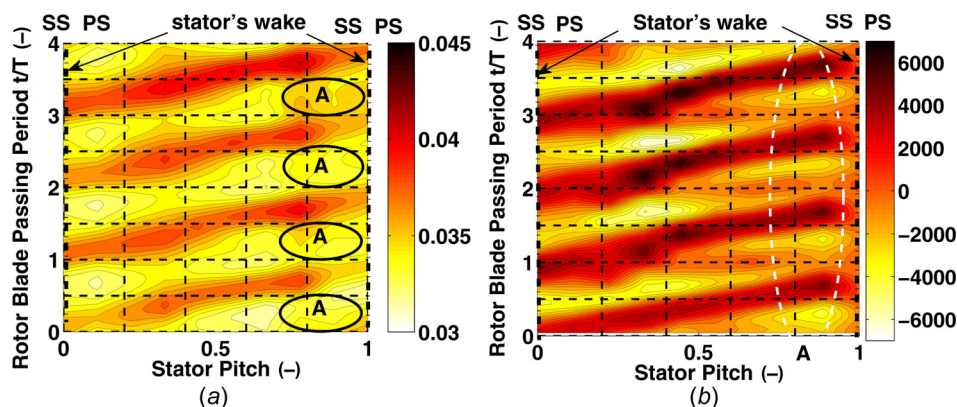 SS PS stator's wake SS PS
Rotor Blade Passing Period t/T (–)
4
3
2
1
0
A
A
A
A
0 0.5 1
Stator Pitch (–)
0.045
0.04
0.035
0.03
(a)
SS PS Stator's wake SS PS
Rotor Blade Passing Period t/T (–)
4
3
2
1
0
0 0.5 A 1
Stator Pitch (–)
6000
4000
2000
0
−2000
−4000
−6000
(b)